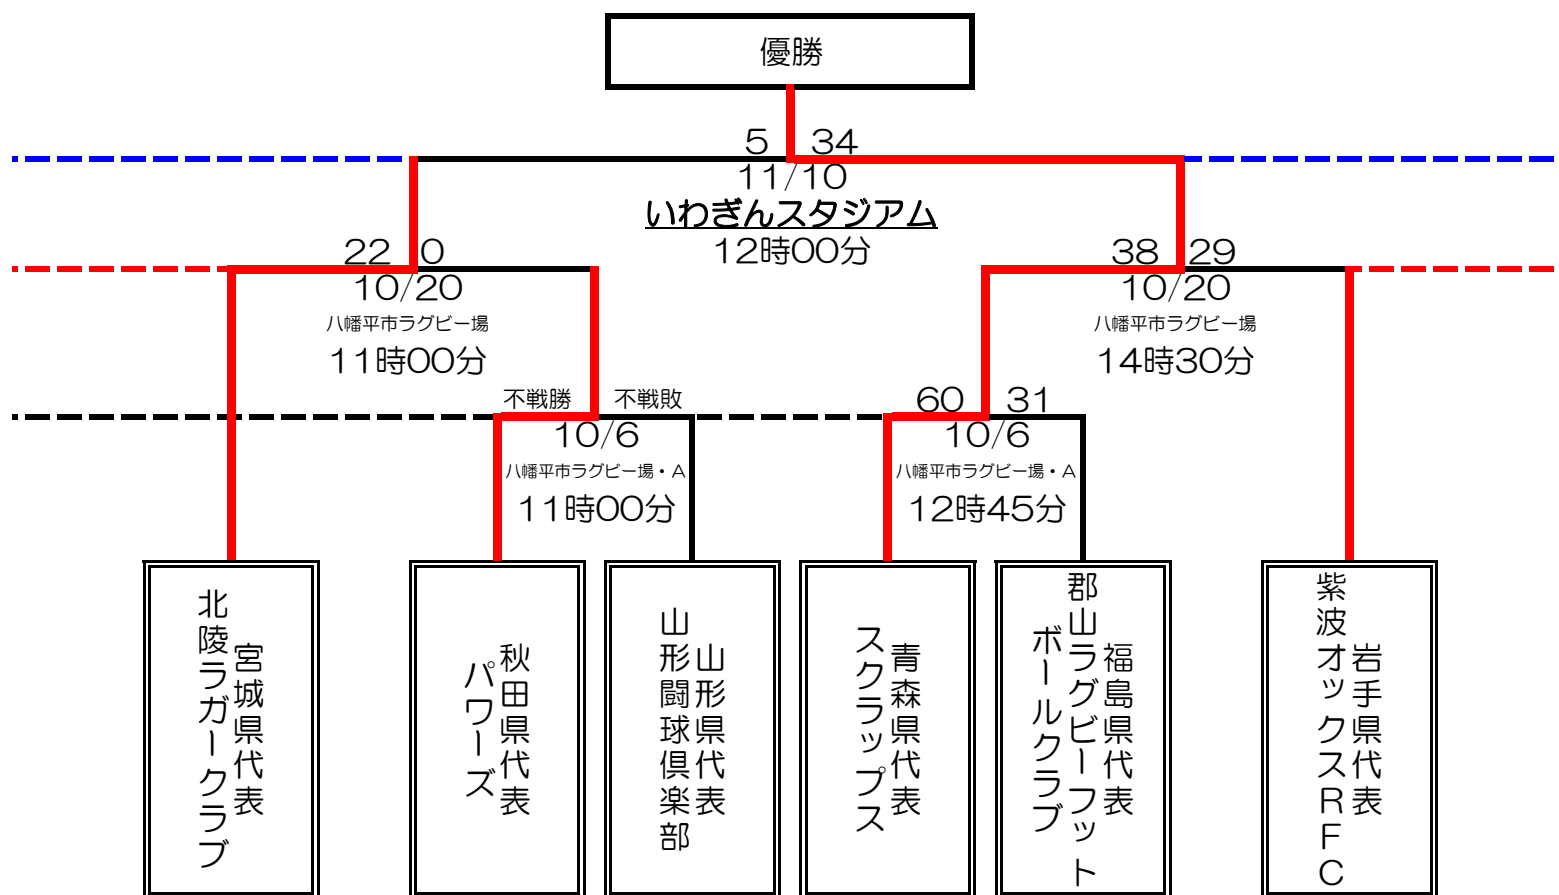 優勝
5 34
11/10
いわぎんスタジアム
12時00分
22 0
10/20
八幡平市ラグビー場
11時00分
38 29
10/20
八幡平市ラグビー場
14時30分
不戦勝 不戦敗
10/6
八幡平市ラグビー場・A
11時00分
60 31
10/6
八幡平市ラグビー場・A
12時45分
宮城県代表
北陵ラガークラブ
秋田県代表
パワーズ
山形県代表
山形闘球倶楽部
青森県代表
スクラップス
福島県代表
郡山ラグビーフット
ボールクラブ
岩手県代表
紫波オックスRFC